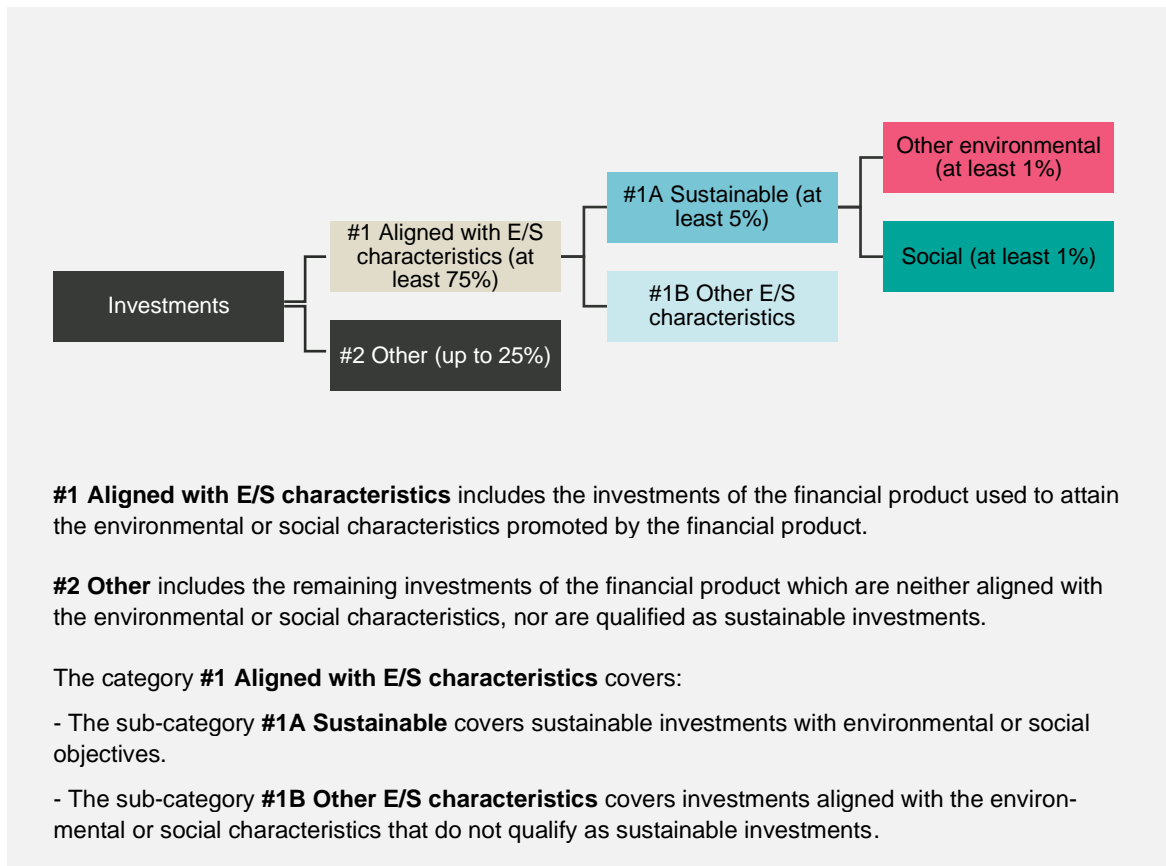 Investments
#1 Aligned with E/S
characteristics (at
least 75%)
#2 Other (up to 25%)
#1A Sustainable (at
least 5%)
#1B Other E/S
characteristics
Other environmental
(at least 1%)
Social (at least 1%)
#1 Aligned with E/S characteristics includes the investments of the financial product used to attain
the environmental or social characteristics promoted by the financial product.
#2 Other includes the remaining investments of the financial product which are neither aligned with
the environmental or social characteristics, nor are qualified as sustainable investments.
The category #1 Aligned with E/S characteristics covers:
- The sub-category #1A Sustainable covers sustainable investments with environmental or social
objectives.
- The sub-category #1B Other E/S characteristics covers investments aligned with the environ-
mental or social characteristics that do not qualify as sustainable investments.